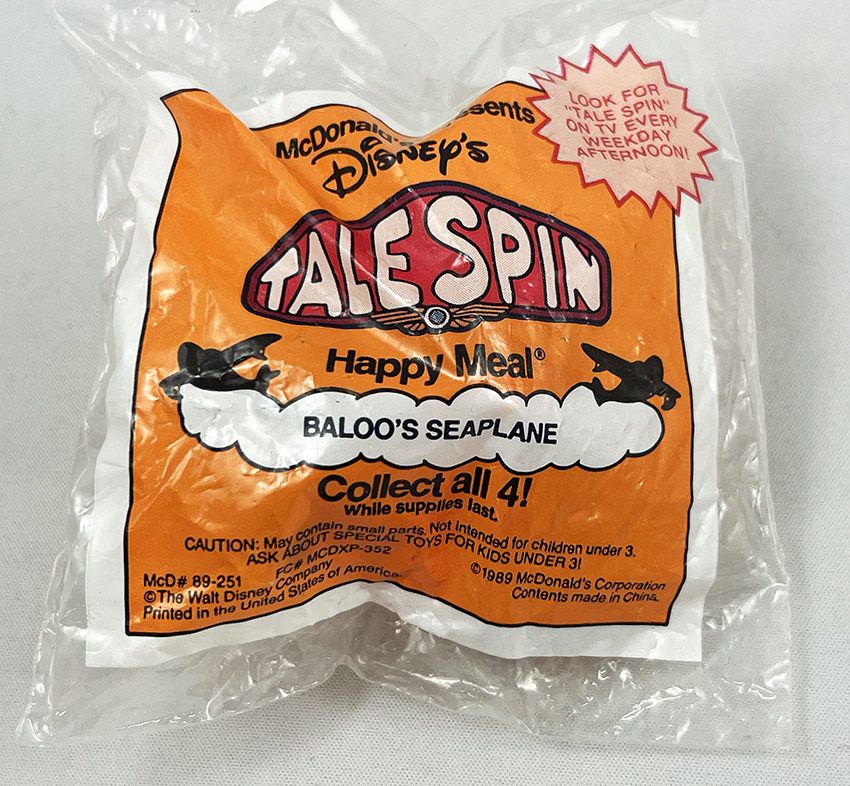 McDonald's presents
Disney's
TALE SPIN
Happy Meal®
BALOO'S SEAPLANE
Collect all 4!
While supplies last.
CAUTION: May contain small parts. Not intended for children under 3.
ASK ABOUT SPECIAL TOYS FOR KIDS UNDER 3!
FC# MCDXP-352
McD# 89-251
©The Walt Disney Company
Printed in the United States of America.
©1989 McDonald's Corporation
Contents made in China.
LOOK FOR
"TALE SPIN"
ON TV EVERY
WEEKDAY
AFTERNOON!